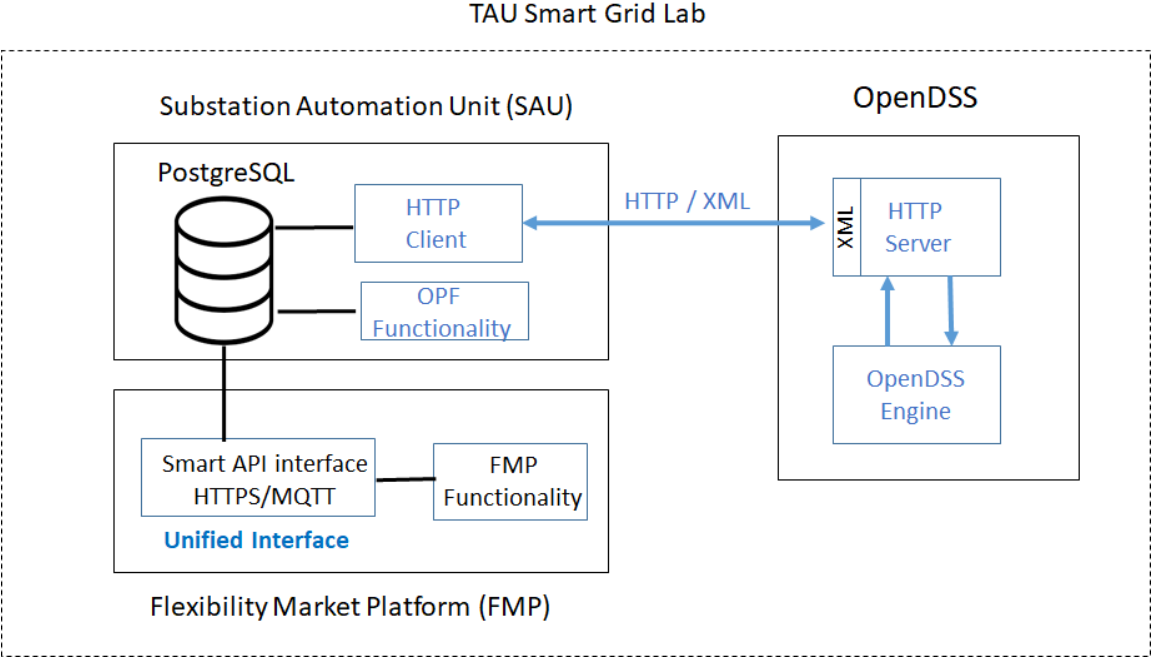 TAU Smart Grid Lab
Substation Automation Unit (SAU)
OpenDSS
PostgreSQL
HTTP
Client
HTTP / XML
XML
HTTP
Server
OPF
Functionality
OpenDSS
Engine
Smart API interface
HTTPS/MQTT
FMP
Functionality
Unified Interface
Flexibility Market Platform (FMP)